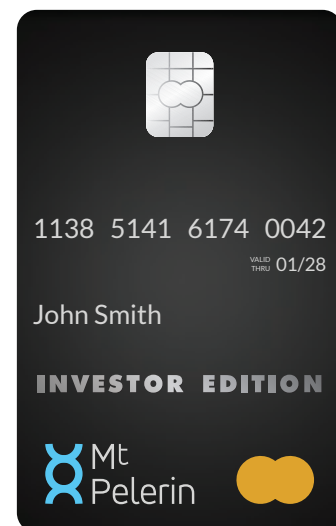 1138 5141 6174 0042
VALID
THRU 01/28
John Smith
INVESTOR EDITION
Mt
Pelerin